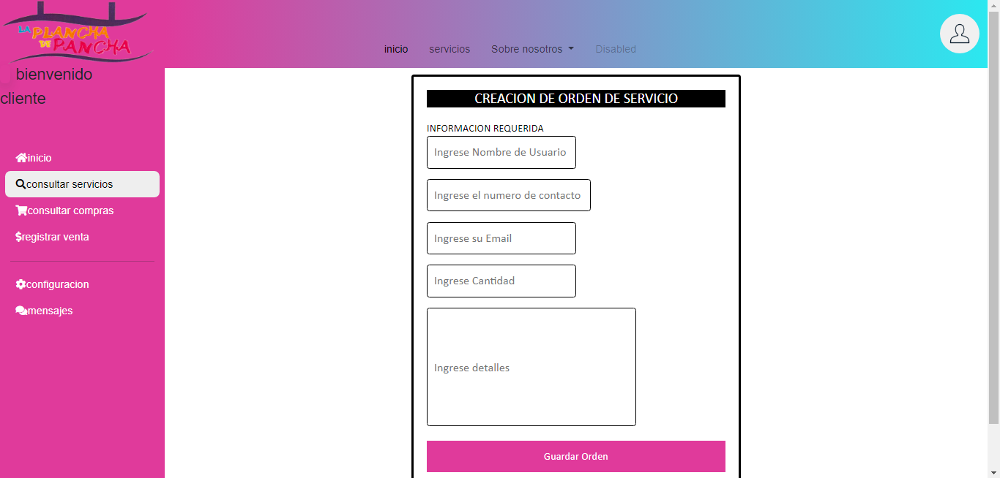 LA PLANCHA
DE PANCHA
inicio servicios Sobre nosotros Disabled
bienvenido
cliente
inicio
consultar servicios
consultar compras
$registrar venta
configuracion
mensajes
CREACION DE ORDEN DE SERVICIO
INFORMACION REQUERIDA
Ingrese Nombre de Usuario
Ingrese el numero de contacto
Ingrese su Email
Ingrese Cantidad
Ingrese detalles
Guardar Orden